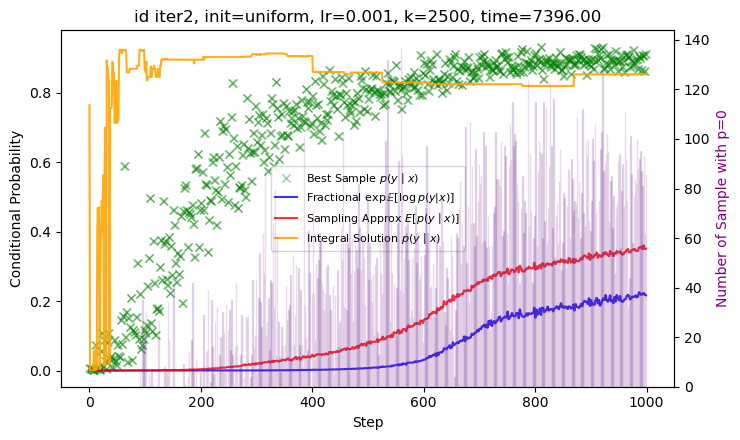 id iter2, init=uniform, lr=0.001, k=2500, time=7396.00
Conditional Probability
0.8
0.6
0.4
0.2
0.0
Best Sample p(y | x)
Fractional exp𝔼[log p(y|x)]
Sampling Approx 𝔼[p(y | x)]
Integral Solution p(y | x)
140
120
100
80
60
40
20
0
Number of Sample with p=0
0 200 400 600 800 1000
Step